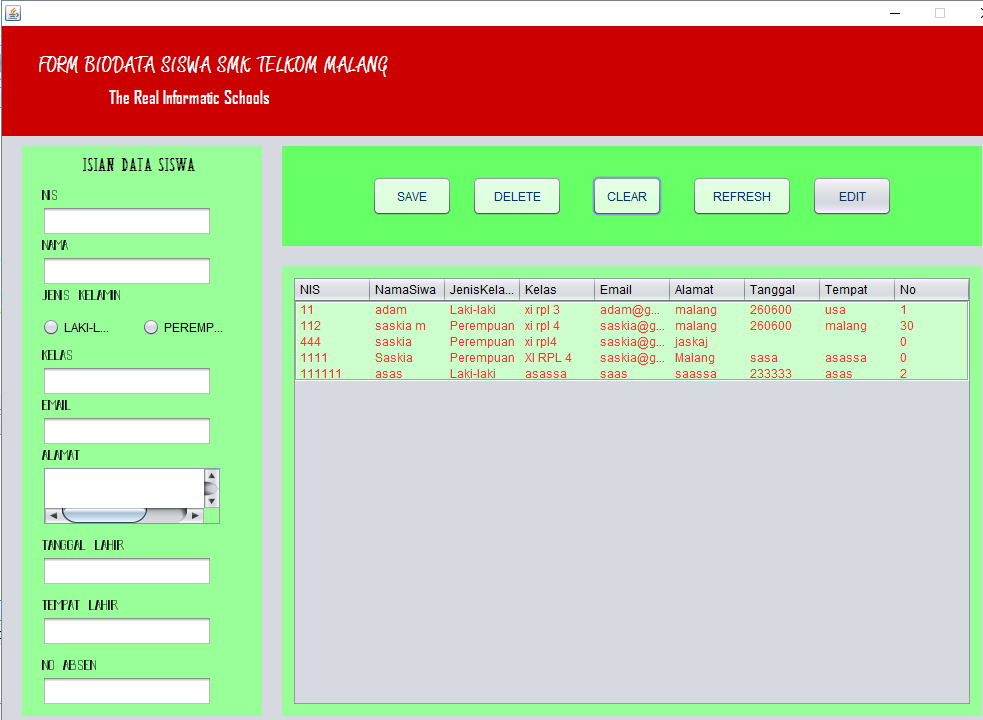 FORM BIODATA SISWA SMK TELKOM MALANG
The Real Informatic Schools
ISIAN DATA SISWA
NIS
NAMA
JENIS KELAMIN
LAKI-L... PEREMP...
KELAS
EMAIL
ALAMAT
TANGGAL LAHIR
TEMPAT LAHIR
NO ABSEN
SAVE DELETE CLEAR REFRESH EDIT
NIS NamaSiwa JenisKela... Kelas Email Alamat Tanggal Tempat No
11 adam Laki-laki xi rpl 3 adam@g... malang 260600 usa 1
112 saskia m Perempuan xi rpl 4 saskia@g... malang 260600 malang 30
444 saskia Perempuan xi rpl4 saskia@g... jaskaj 0
1111 Saskia Perempuan XI RPL 4 saskia@g... Malang sasa asassa 0
111111 asas Laki-laki asassa saas saassa 233333 asas 2